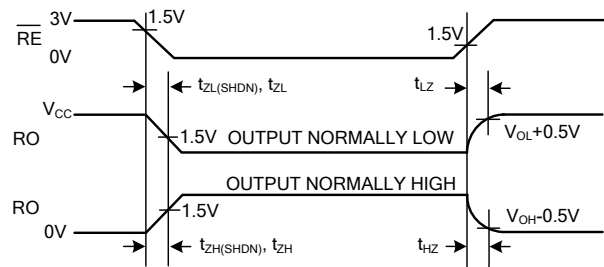 3V
1.5V
RE
1.5V
0V
tZL(SHDN), tZL
tLZ
VCC
RO
1.5V
OUTPUT NORMALLY LOW
VOL+0.5V
OUTPUT NORMALLY HIGH
RO
1.5V
VOH-0.5V
0V
tZH(SHDN), tZH
tHZ